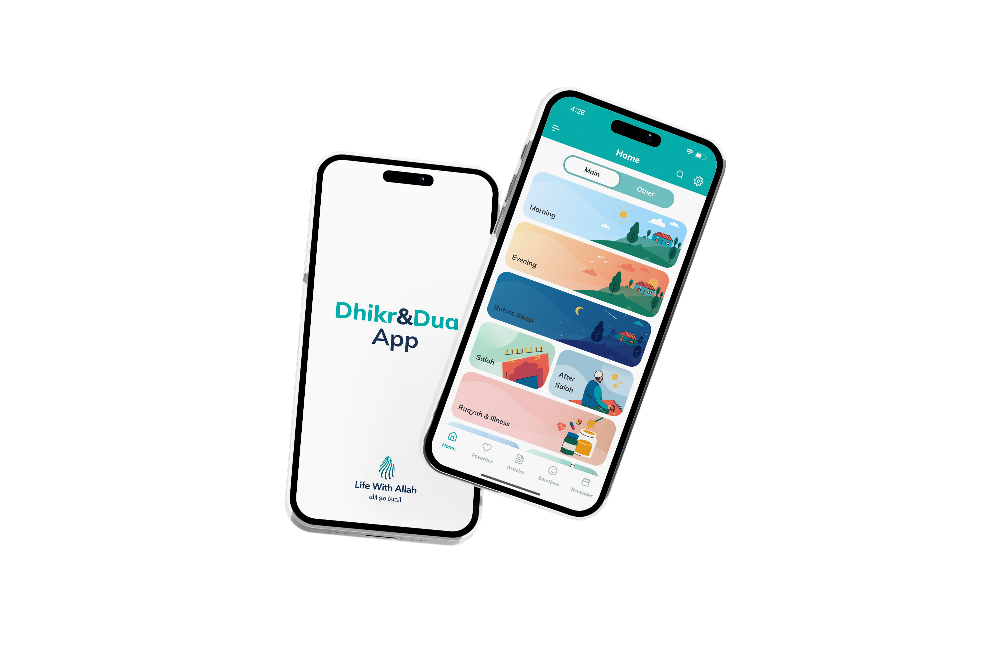 Dhikr&Dua
App
Life With Allah
الحياة مع الله
4:26
Home
Main
Other
Morning
Evening
Before Sleep
Salah
After
Salah
Ruqyah & Illness
Home
Favorites
Articles
Emotions
Reminder